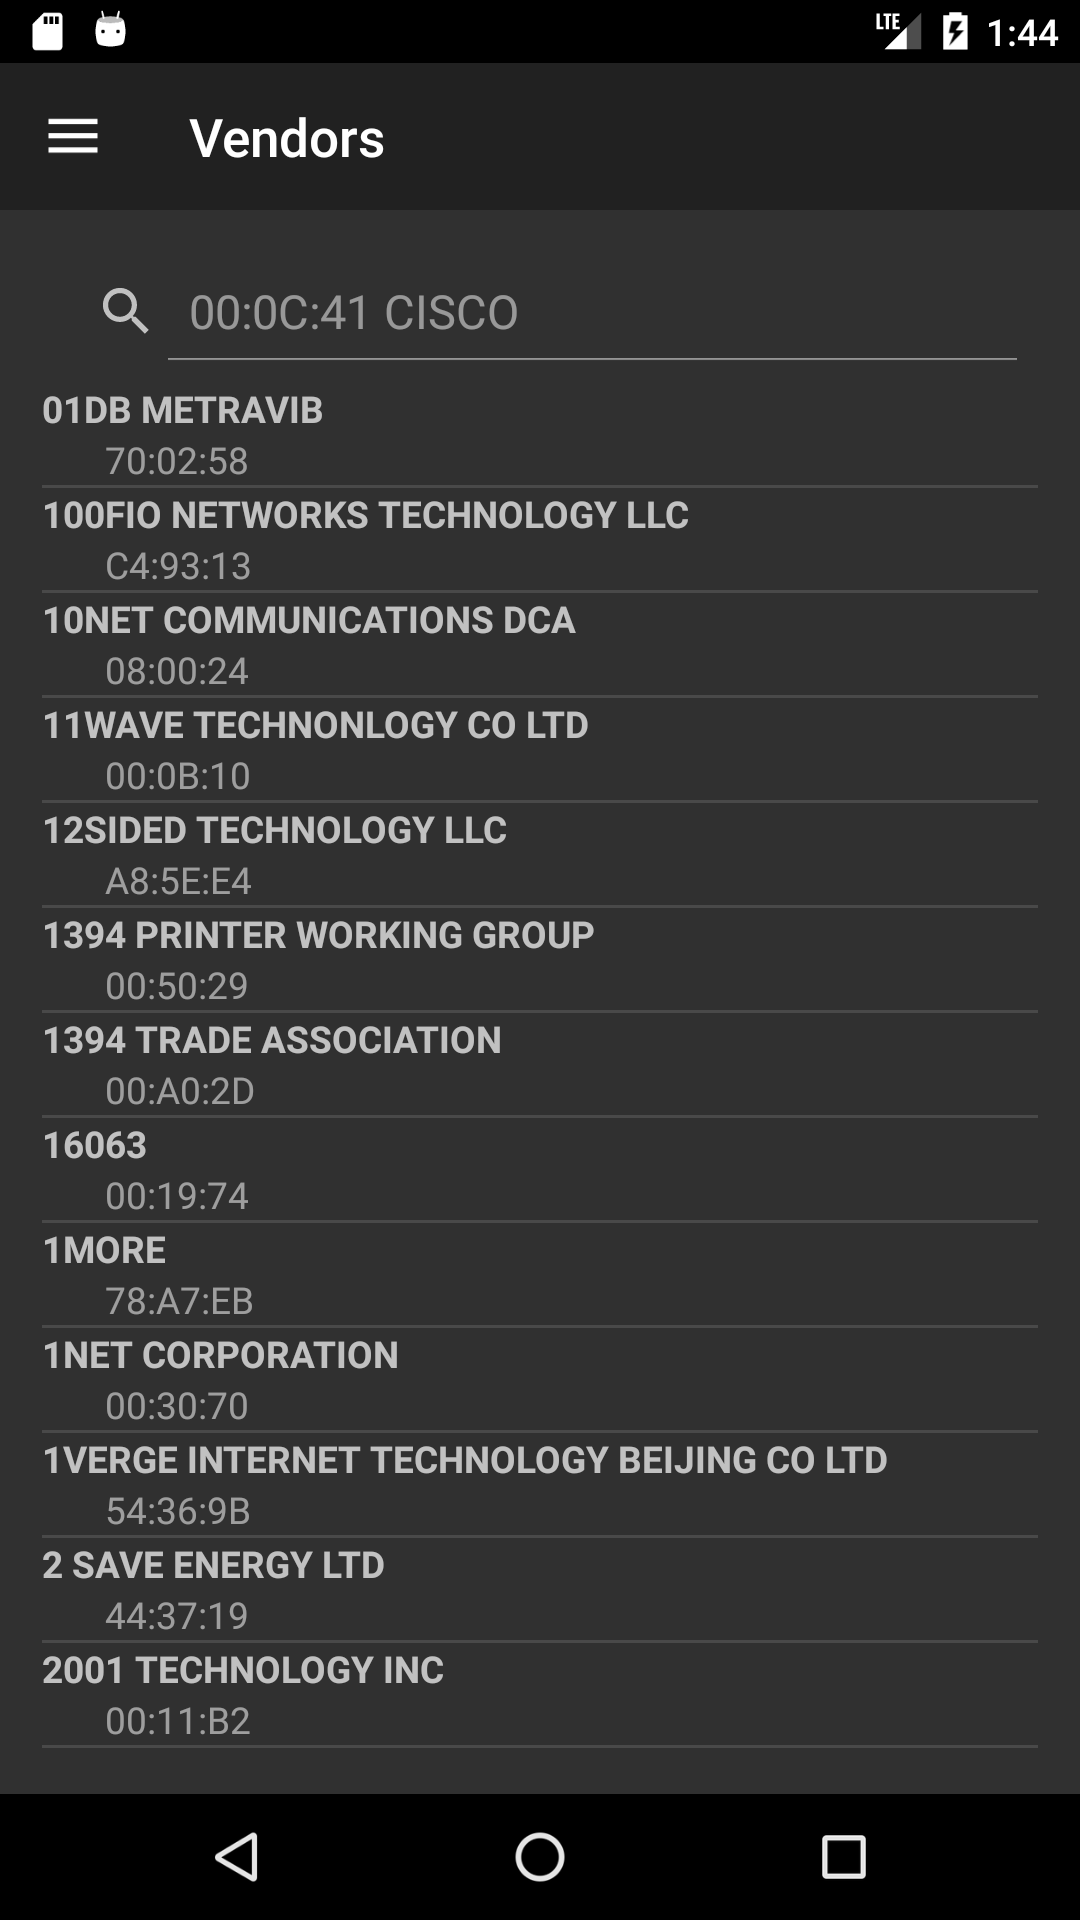 LTE 1:44
Vendors
00:0C:41 CISCO
01DB METRAVIB
70:02:58
100FIO NETWORKS TECHNOLOGY LLC
C4:93:13
10NET COMMUNICATIONS DCA
08:00:24
11WAVE TECHNONLOGY CO LTD
00:0B:10
12SIDED TECHNOLOGY LLC
A8:5E:E4
1394 PRINTER WORKING GROUP
00:50:29
1394 TRADE ASSOCIATION
00:A0:2D
16063
00:19:74
1MORE
78:A7:EB
1NET CORPORATION
00:30:70
1VERGE INTERNET TECHNOLOGY BEIJING CO LTD
54:36:9B
2 SAVE ENERGY LTD
44:37:19
2001 TECHNOLOGY INC
00:11:B2